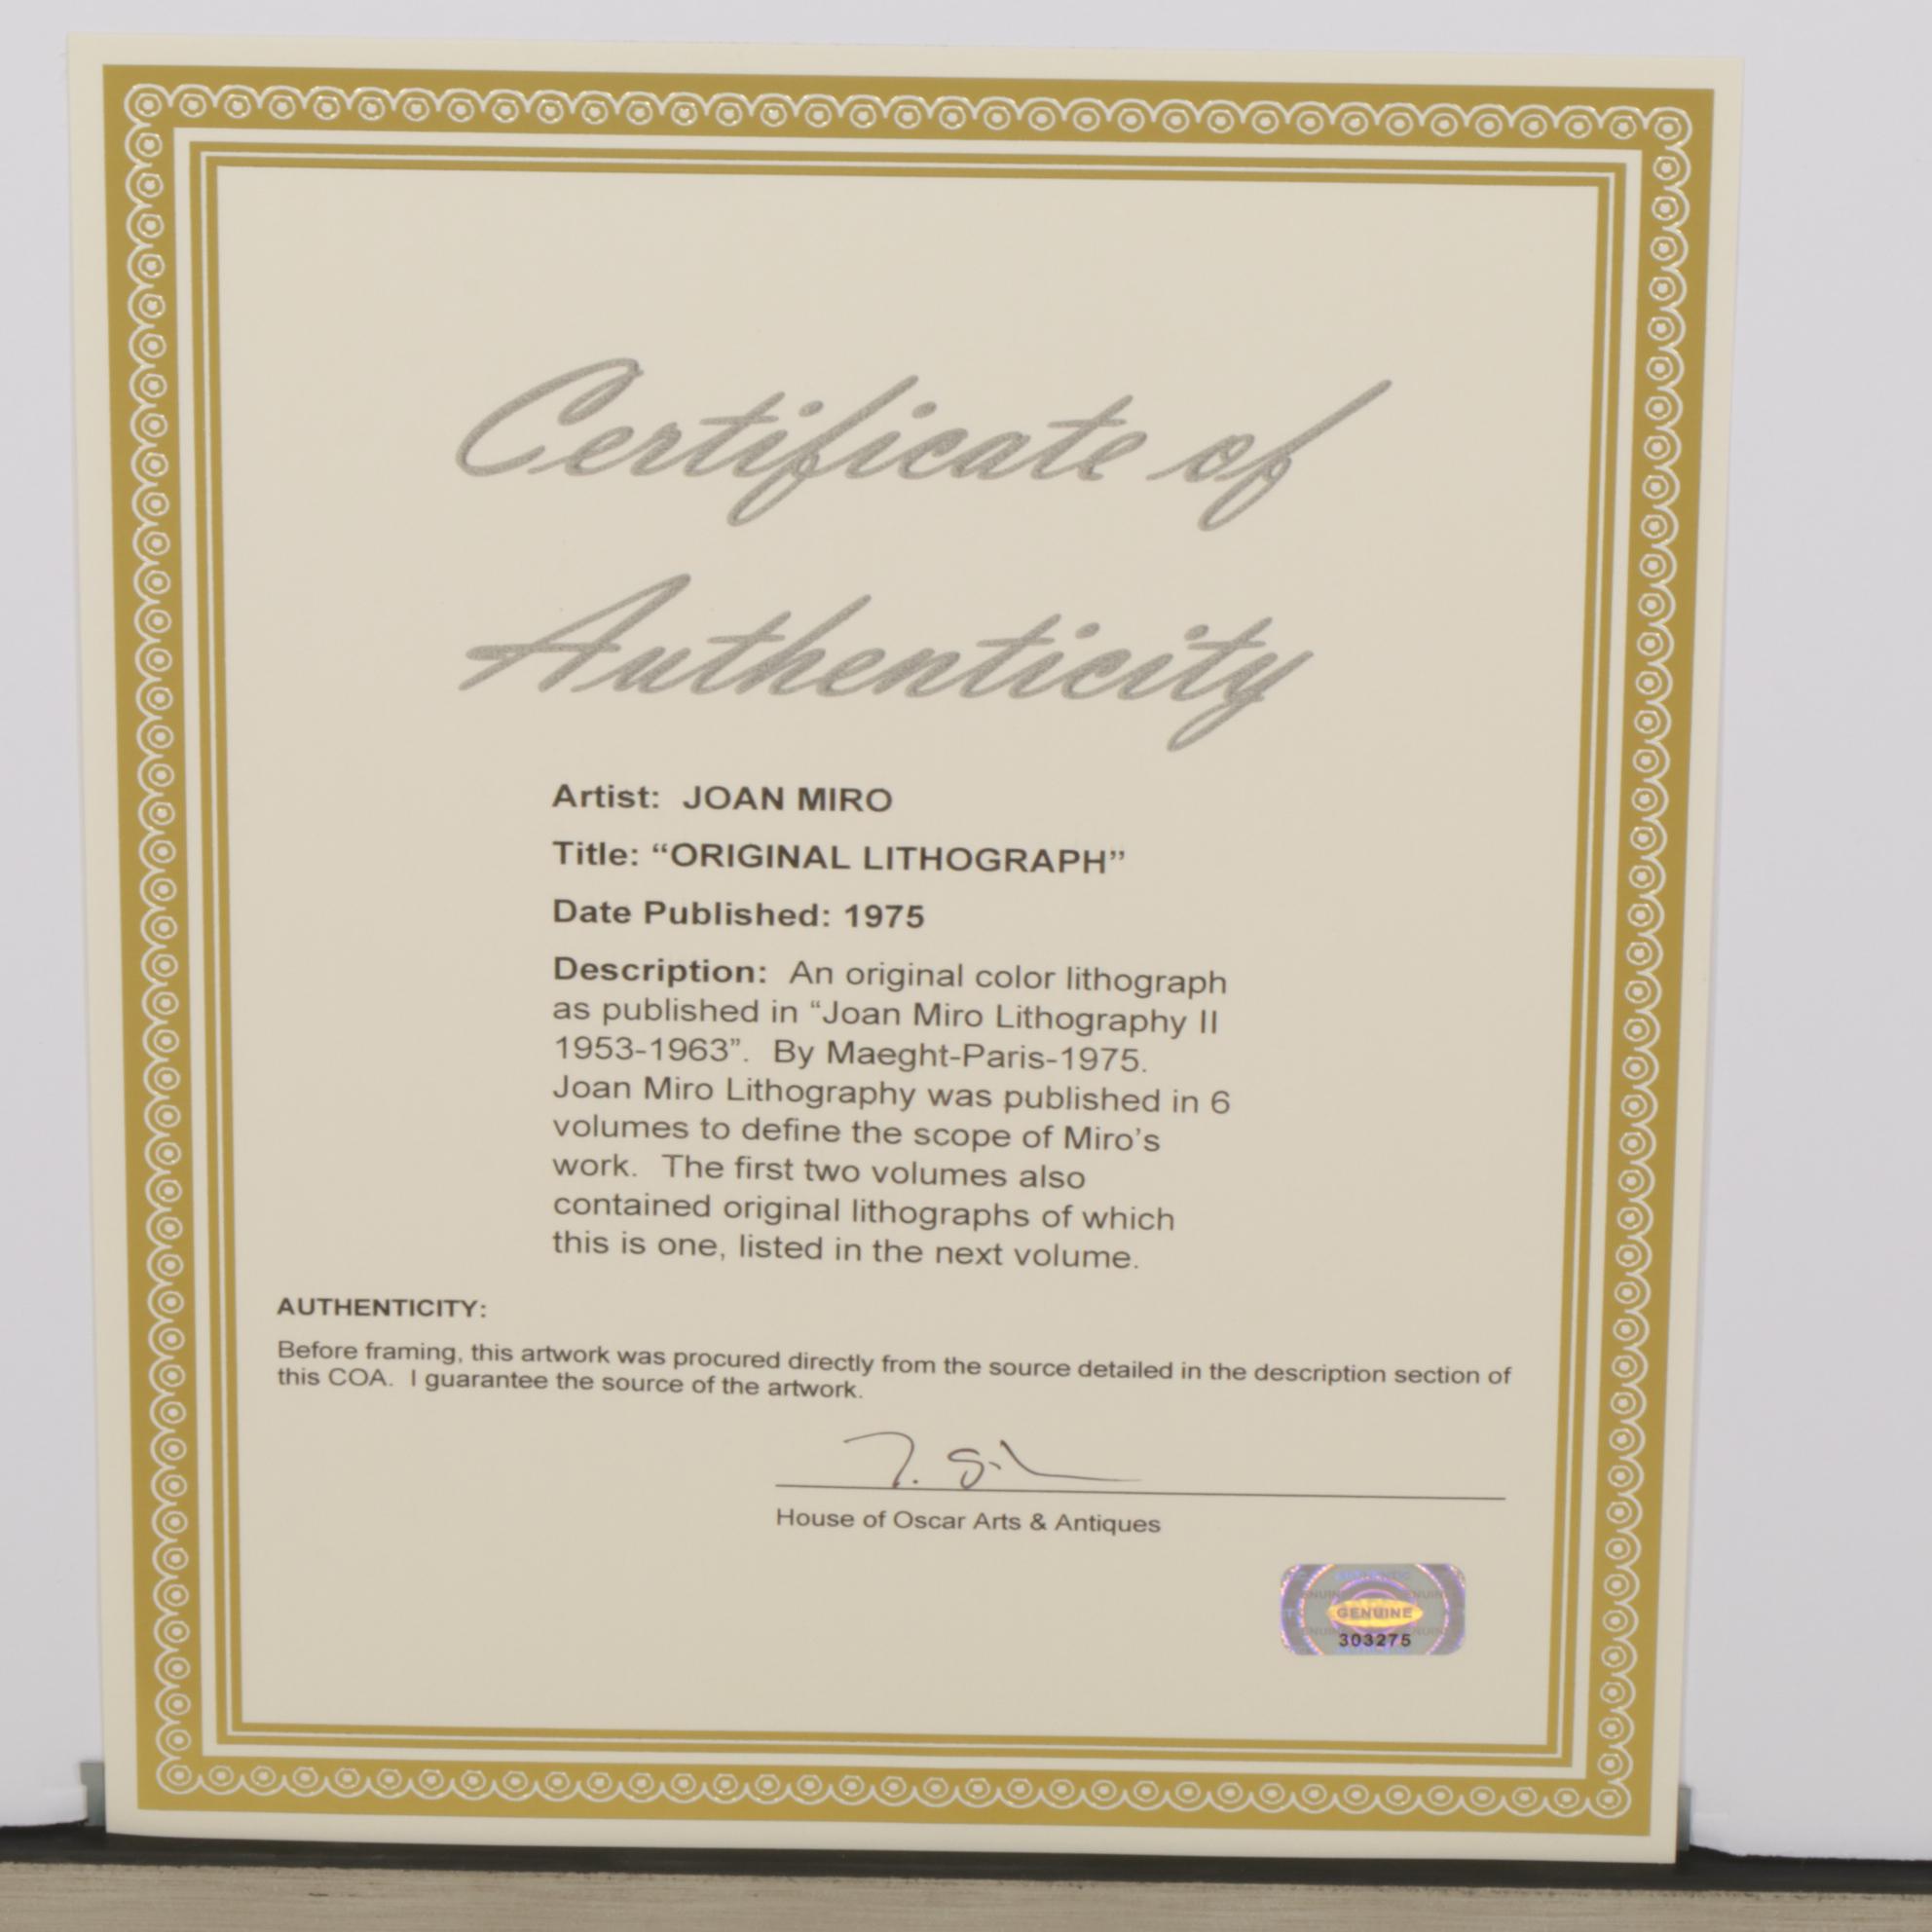 Certificate of
Authenticity
Artist: JOAN MIRO
Title: “ORIGINAL LITHOGRAPH”
Date Published: 1975
Description: An original color lithograph
as published in “Joan Miro Lithography II
1953-1963”. By Maeght-Paris-1975.
Joan Miro Lithography was published in 6
volumes to define the scope of Miro’s
work. The first two volumes also
contained original lithographs of which
this is one, listed in the next volume.
AUTHENTICITY:
Before framing, this artwork was procured directly from the source detailed in the description section of
this COA. I guarantee the source of the artwork.
House of Oscar Arts & Antiques
GENUINE
303275